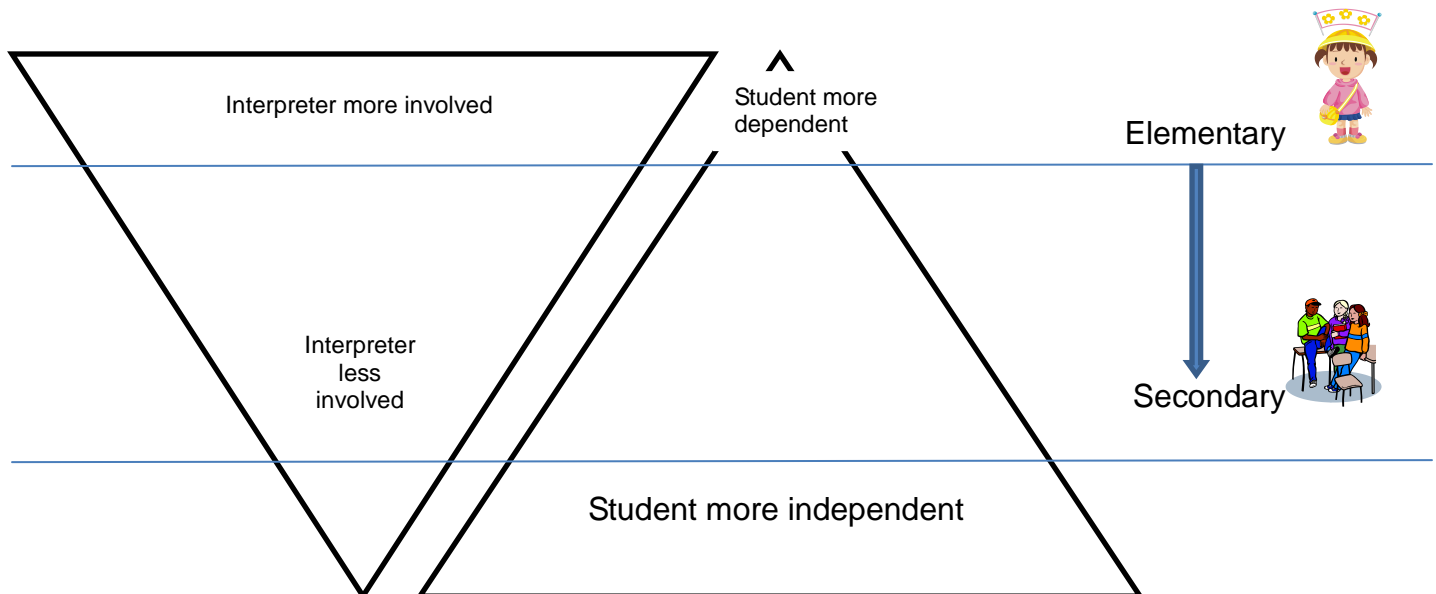 Interpreter more involved
Student more
dependent
Elementary
Interpreter
less
involved
Secondary
Student more independent